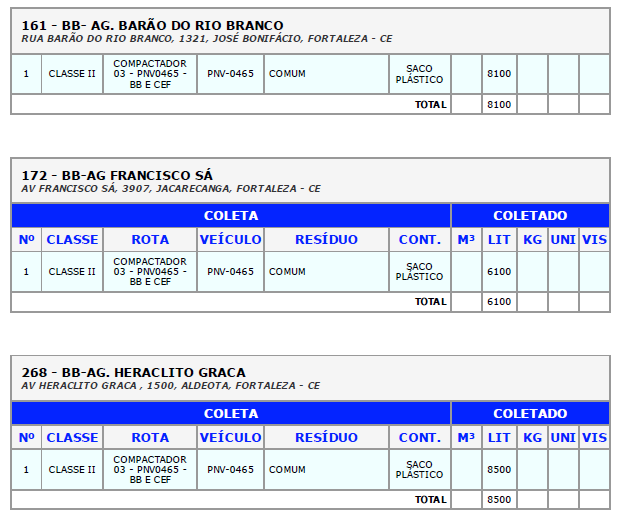 161 - BB- AG. BARÃO DO RIO BRANCO
RUA BARÃO DO RIO BRANCO, 1321, JOSÉ BONIFÁCIO, FORTALEZA - CE
1 CLASSE II COMPACTADOR 03 - PNV0465 - BB E CEF PNV-0465 COMUM SACO PLÁSTICO 8100
TOTAL 8100
172 - BB-AG FRANCISCO SÁ
AV FRANCISCO SÁ, 3907, JACARECANGA, FORTALEZA - CE
COLETA COLETADO
Nº CLASSE ROTA VEÍCULO RESÍDUO CONT. M³ LIT KG UNI VIS
1 CLASSE II COMPACTADOR 03 - PNV0465 - BB E CEF PNV-0465 COMUM SACO PLÁSTICO 6100
TOTAL 6100
268 - BB-AG. HERACLITO GRACA
AV HERACLITO GRACA , 1500, ALDEOTA, FORTALEZA - CE
COLETA COLETADO
Nº CLASSE ROTA VEÍCULO RESÍDUO CONT. M³ LIT KG UNI VIS
1 CLASSE II COMPACTADOR 03 - PNV0465 - BB E CEF PNV-0465 COMUM SACO PLÁSTICO 8500
TOTAL 8500